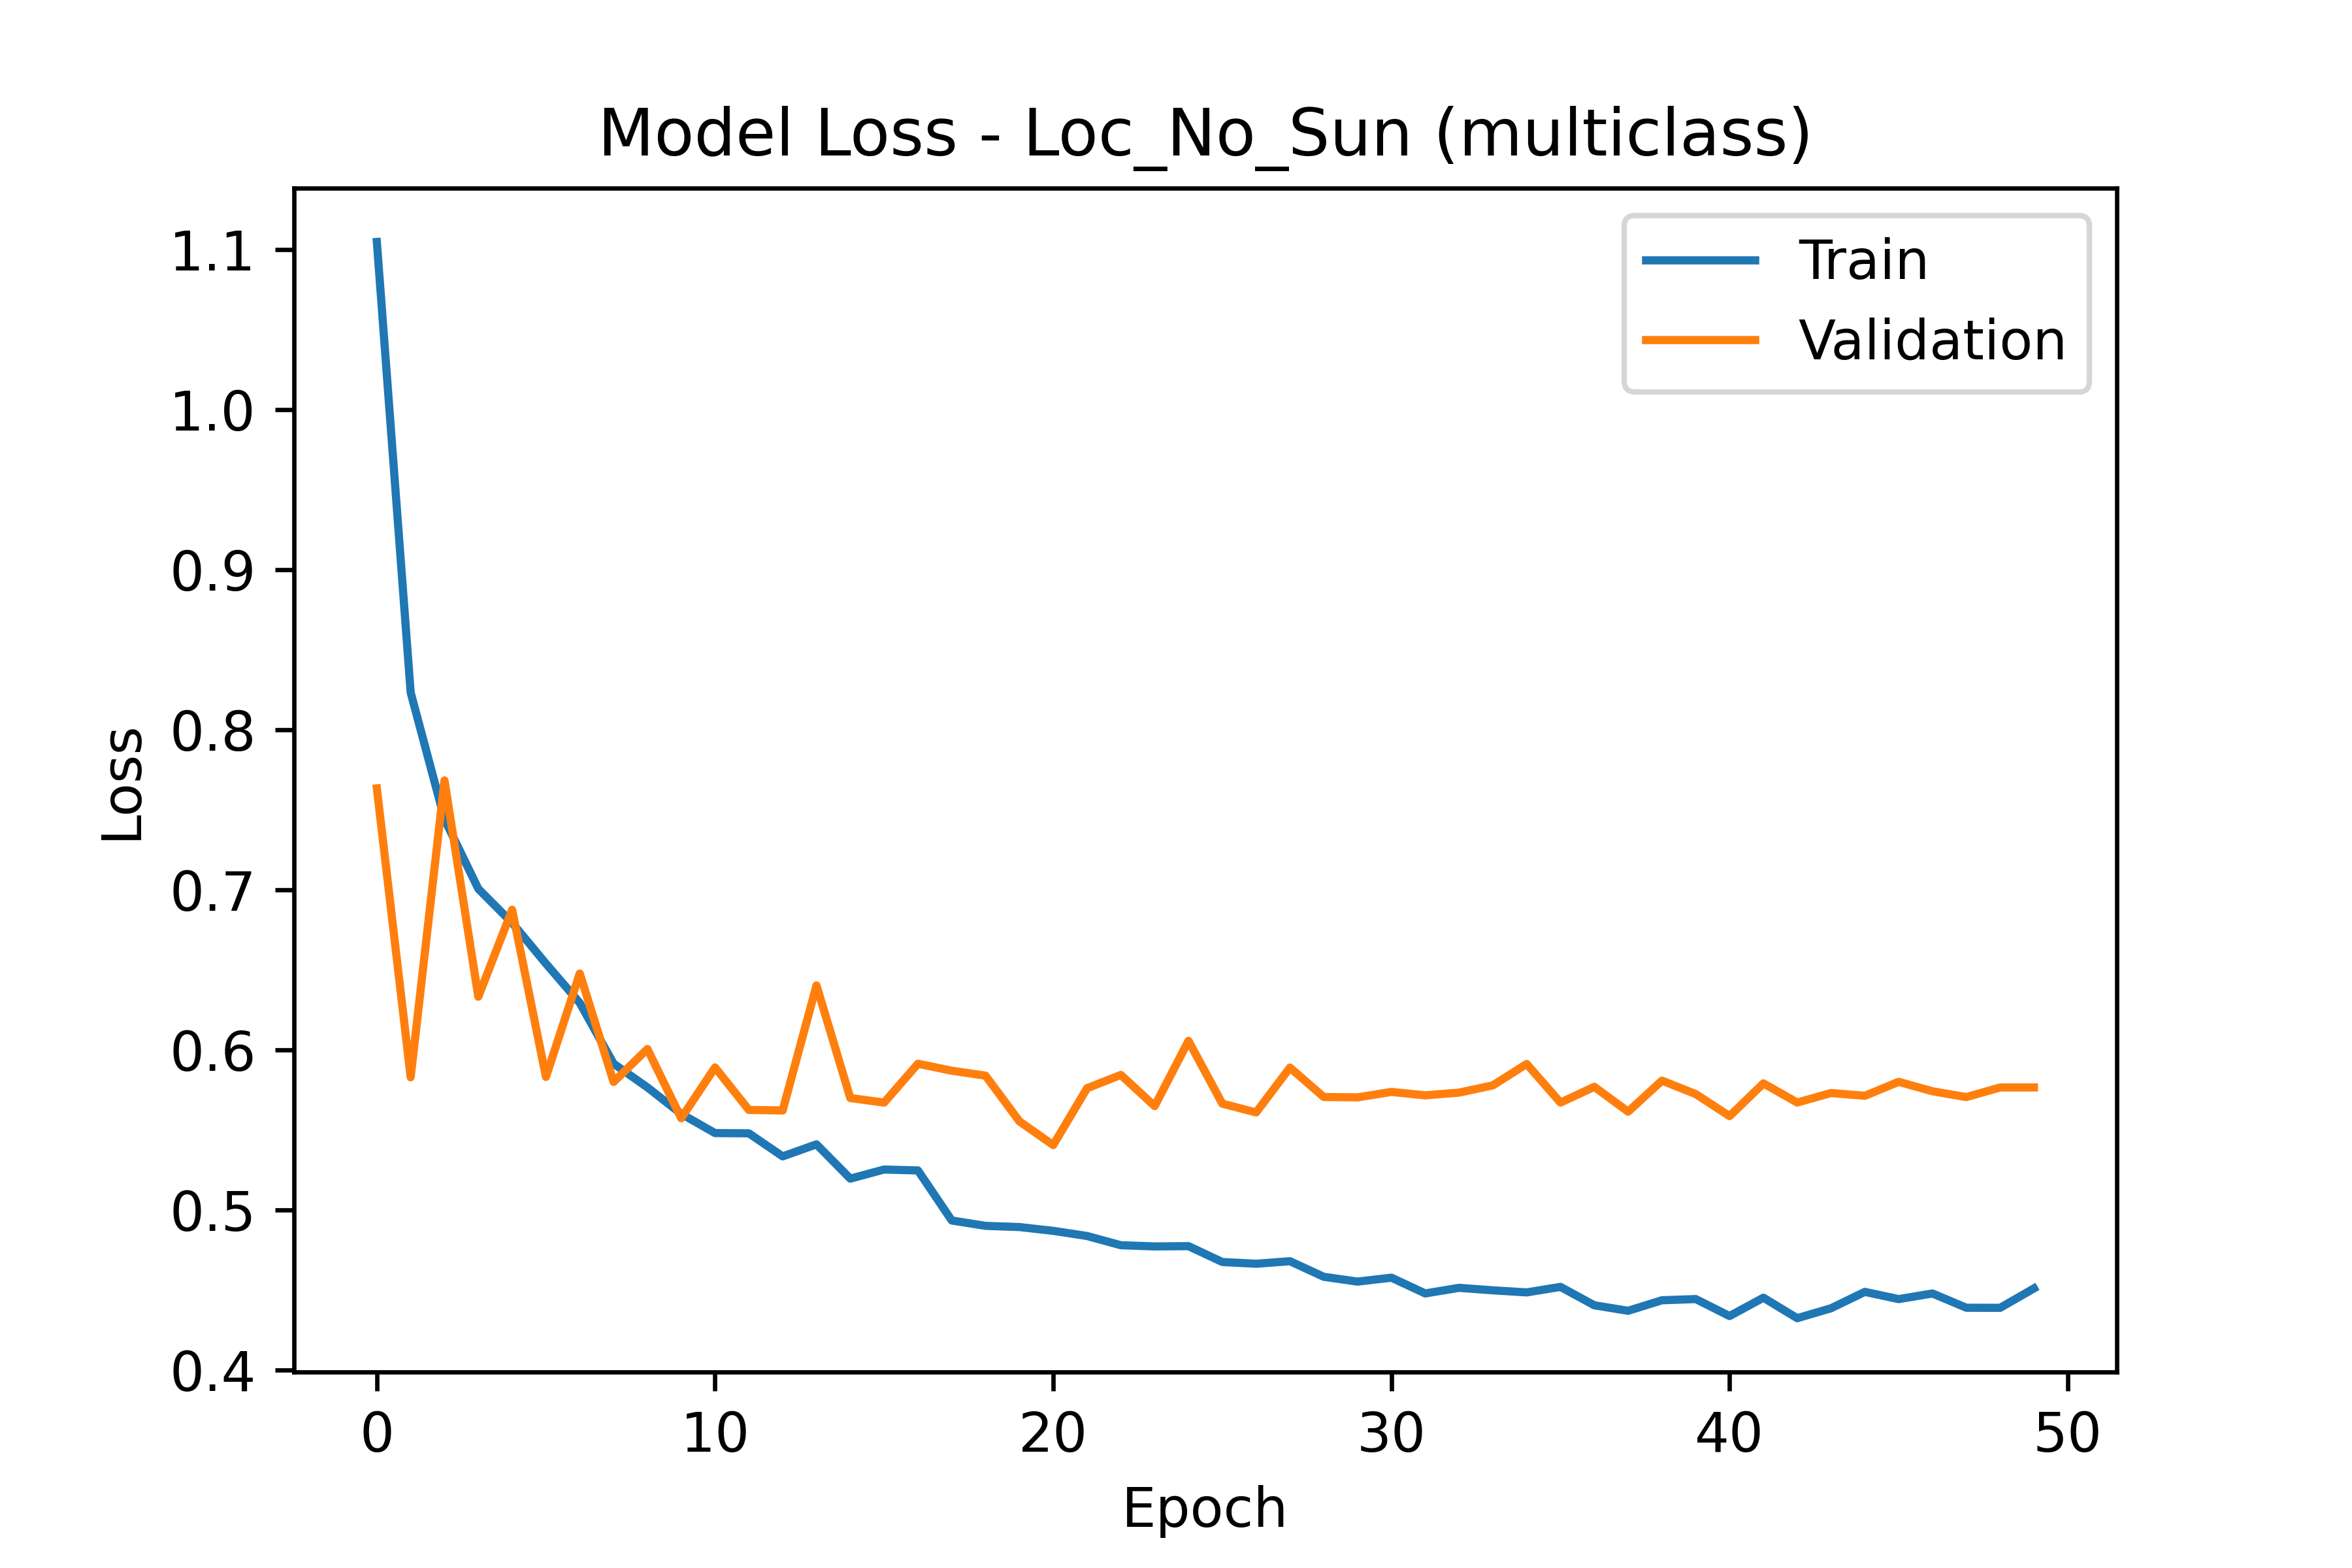 Model Loss - Loc_No_Sun (multiclass)
Train
Validation
1.1
1.0
0.9
0.8
0.7
0.6
0.5
0.4
Loss
0 10 20 30 40 50
Epoch